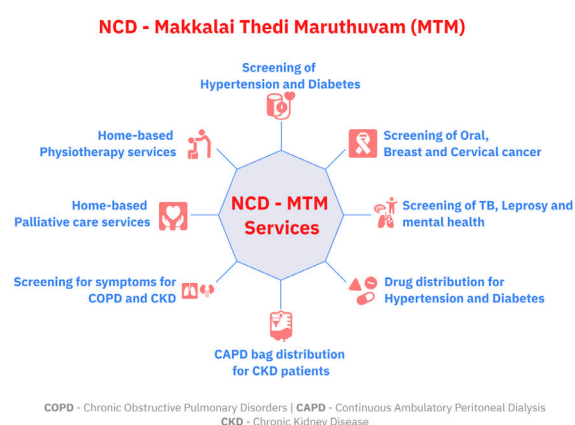 NCD - Makkalai Thedi Maruthuvam (MTM)
Screening of
Hypertension and Diabetes
Home-based
Physiotherapy services
Screening of Oral,
Breast and Cervical cancer
NCD - MTM
Services
Home-based
Palliative care services
Screening of TB, Leprosy and
mental health
Screening for symptoms for
COPD and CKD
Drug distribution for
Hypertension and Diabetes
CAPD bag distribution
for CKD patients
COPD - Chronic Obstructive Pulmonary Disorders | CAPD - Continuous Ambulatory Peritoneal Dialysis
CKD - Chronic Kidney Disease